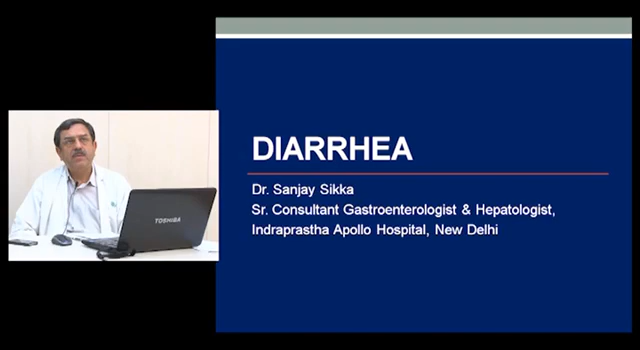 DIARRHEA
Dr. Sanjay Sikka
Sr. Consultant Gastroenterologist & Hepatologist,
Indraprastha Apollo Hospital, New Delhi
TOSHIBA